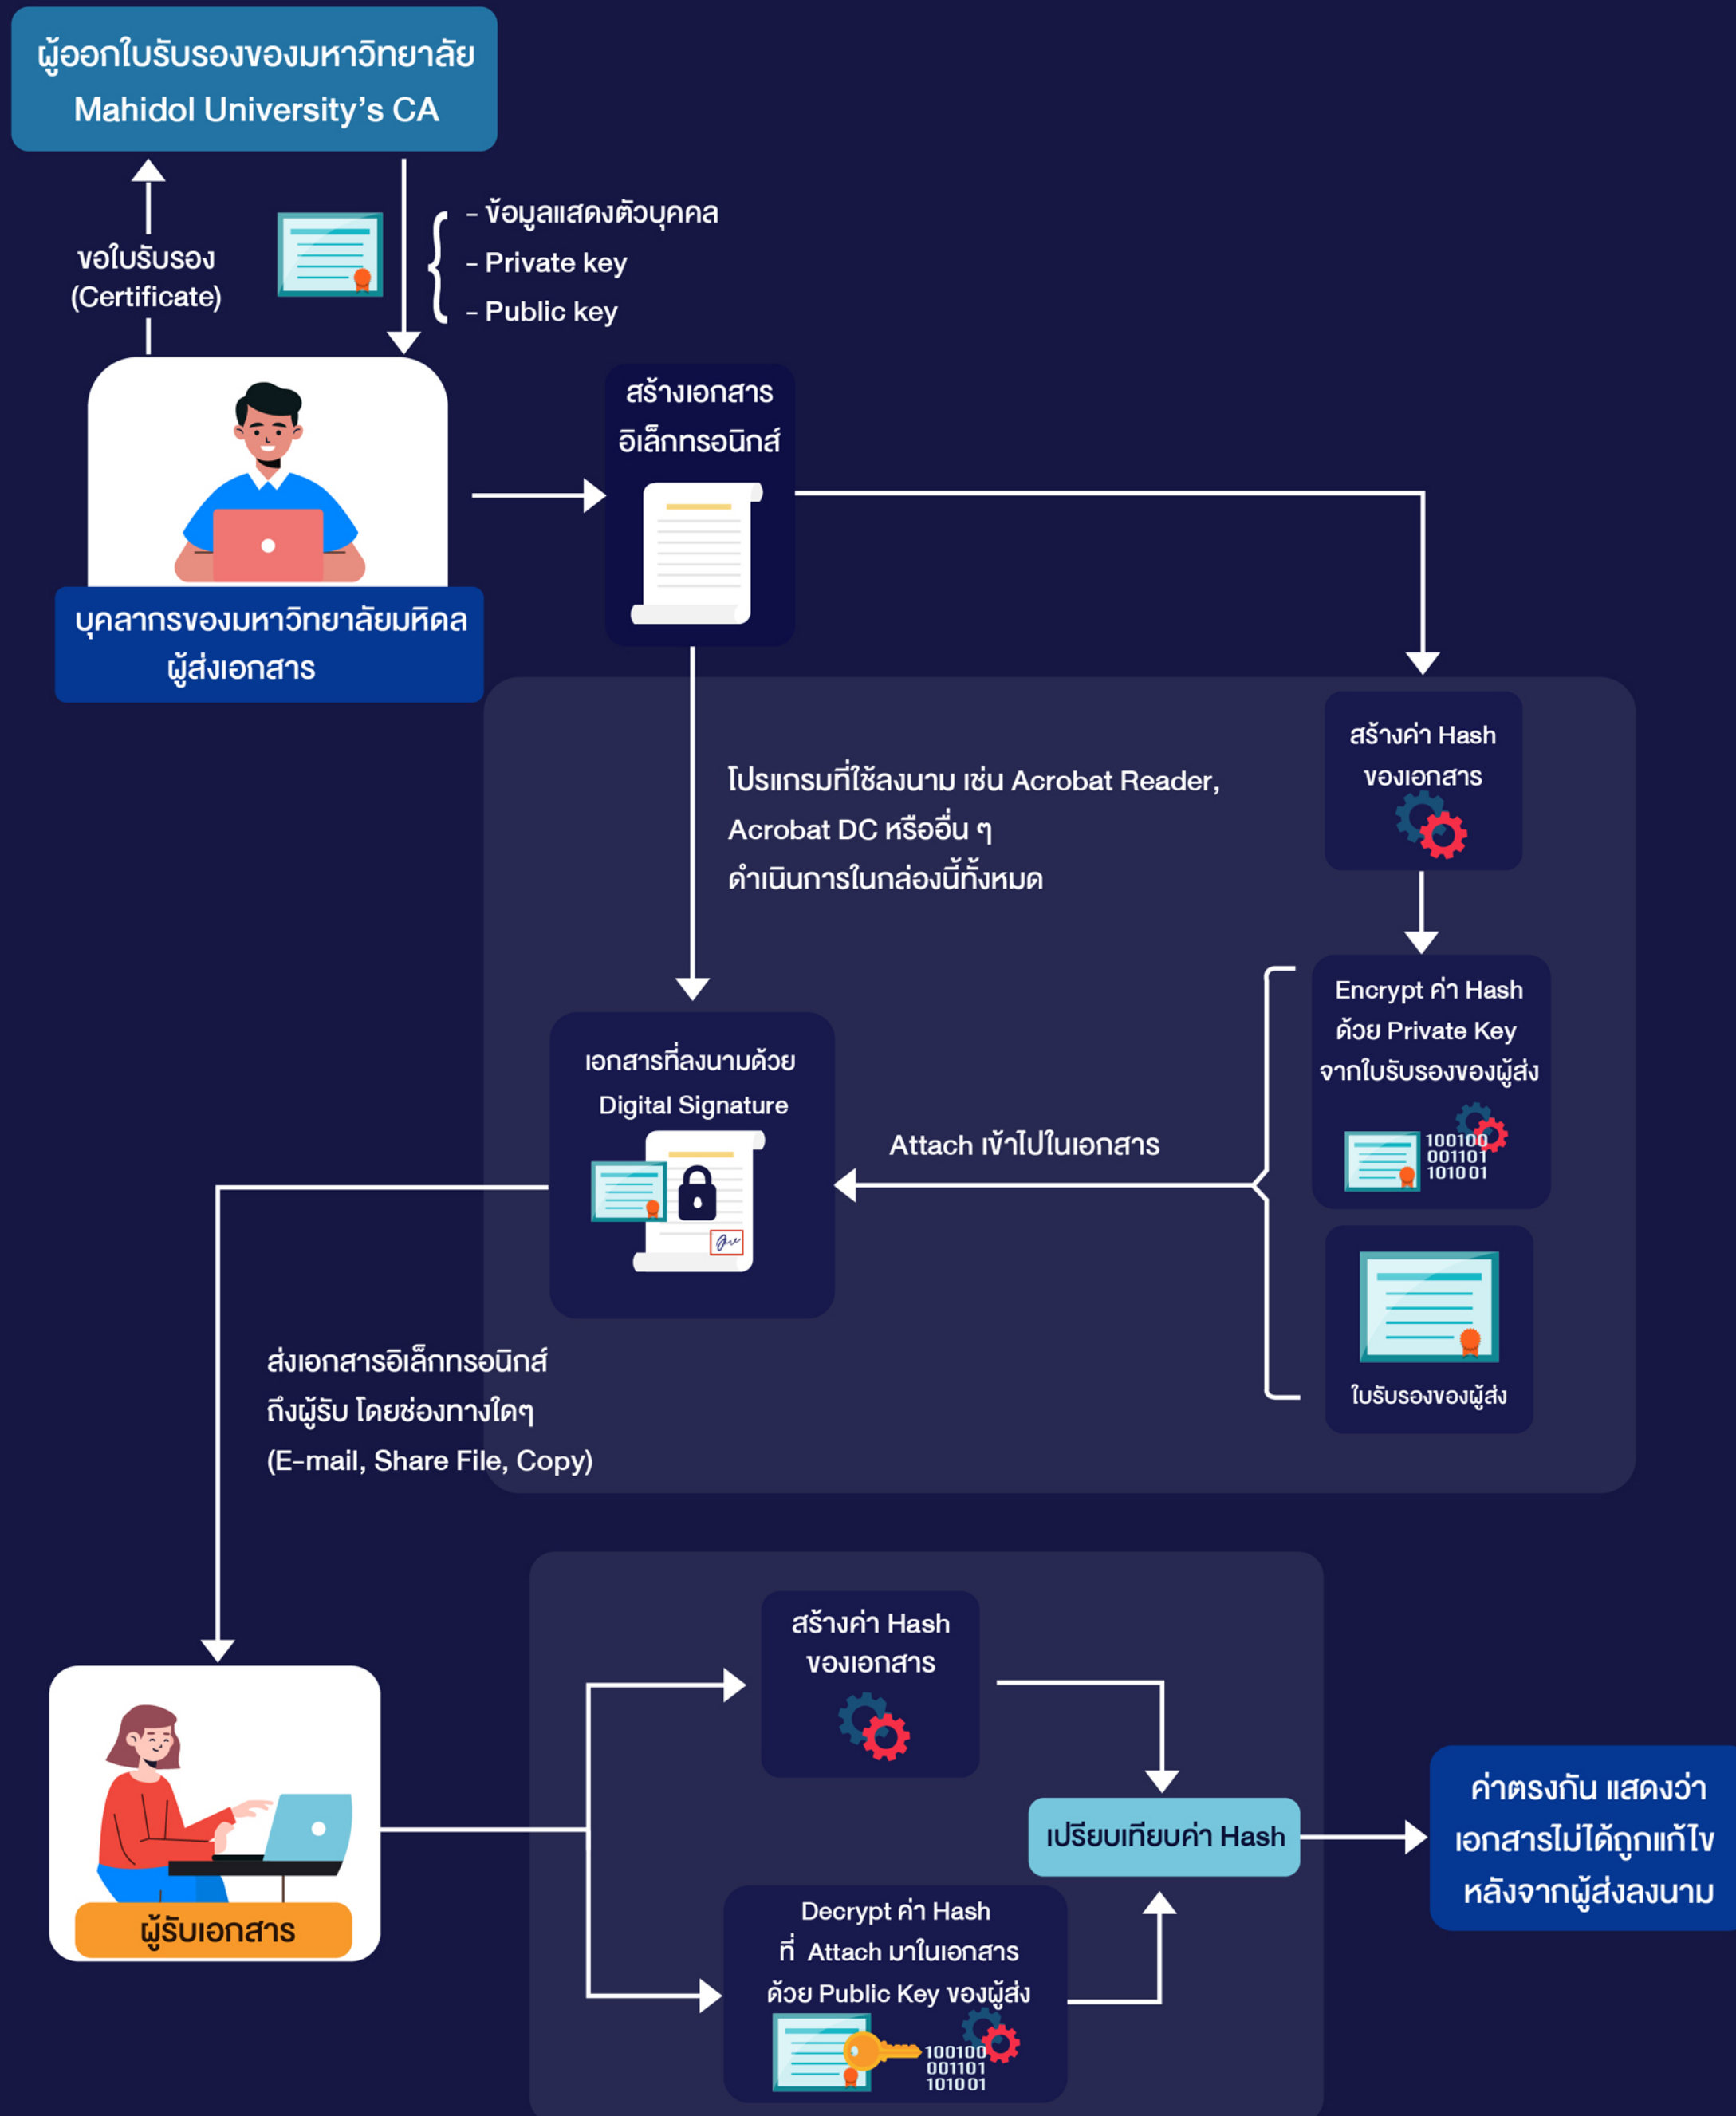 ผู้ออกใบรับรองของมหาวิทยาลัย
Mahidol University's CA
ขอใบรับรอง
(Certificate)
- ข้อมูลแสดงตัวบุคคล
- Private key
- Public key
บุคลากรของมหาวิทยาลัยมหิดล
ผู้ส่งเอกสาร
สร้างเอกสาร
อิเล็กทรอนิกส์
สร้างค่า Hash
ของเอกสาร
โปรแกรมที่ใช้ลงนาม เช่น Acrobat Reader,
Acrobat DC หรืออื่น ๆ
ดำเนินการในกล่องนี้ทั้งหมด
Encrypt ค่า Hash
ด้วย Private Key
จากใบรับรองของผู้ส่ง
100100
001101
101001
ใบรับรองของผู้ส่ง
Attach เข้าไปในเอกสาร
เอกสารที่ลงนามด้วย
Digital Signature
ส่งเอกสารอิเล็กทรอนิกส์
ถึงผู้รับ โดยช่องทางใดๆ
(E-mail, Share File, Copy)
ผู้รับเอกสาร
สร้างค่า Hash
ของเอกสาร
Decrypt ค่า Hash
ที่ Attach มาในเอกสาร
ด้วย Public Key ของผู้ส่ง
100100
001101
101001
เปรียบเทียบค่า Hash
ค่าตรงกัน แสดงว่า
เอกสารไม่ได้ถูกแก้ไข
หลังจากผู้ส่งลงนาม